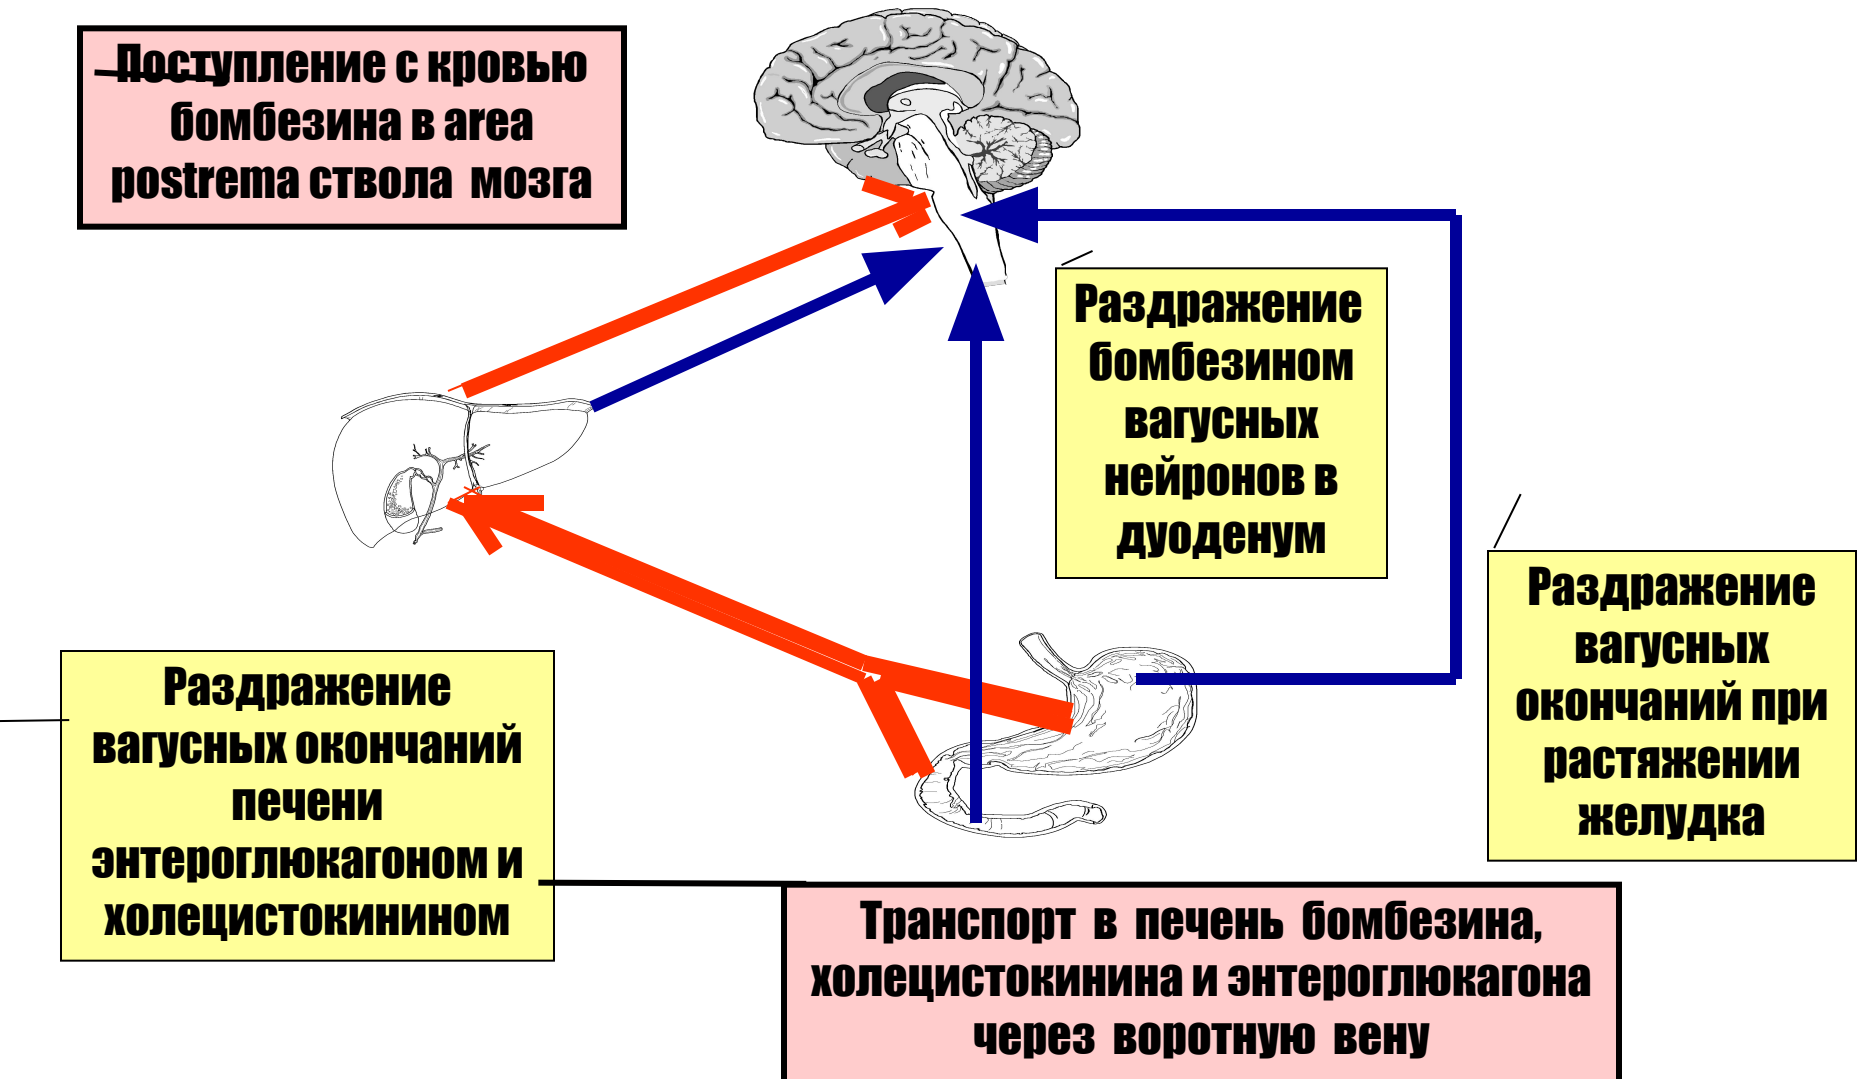 Поступление с кровью
бомбезина в area
postrema ствола мозга
Раздражение
бомбезином
вагусных
нейронов в
дуоденум
Раздражение
вагусных
окончаний при
растяжении
желудка
Раздражение
вагусных окончаний
печени
энтероглюкагоном и
холецистокинином
Транспорт в печень бомбезина,
холецистокинина и энтероглюкагона
через воротную вену